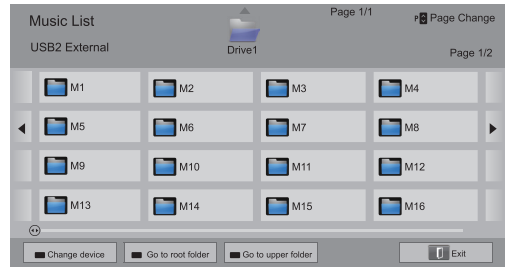 Music List
Page 1/1
P Page Change
USB2 External
Drive1
Page 1/2
M1 M2 M3 M4
M5 M6 M7 M8
M9 M10 M11 M12
M13 M14 M15 M16
Change device Go to root folder Go to upper folder Exit